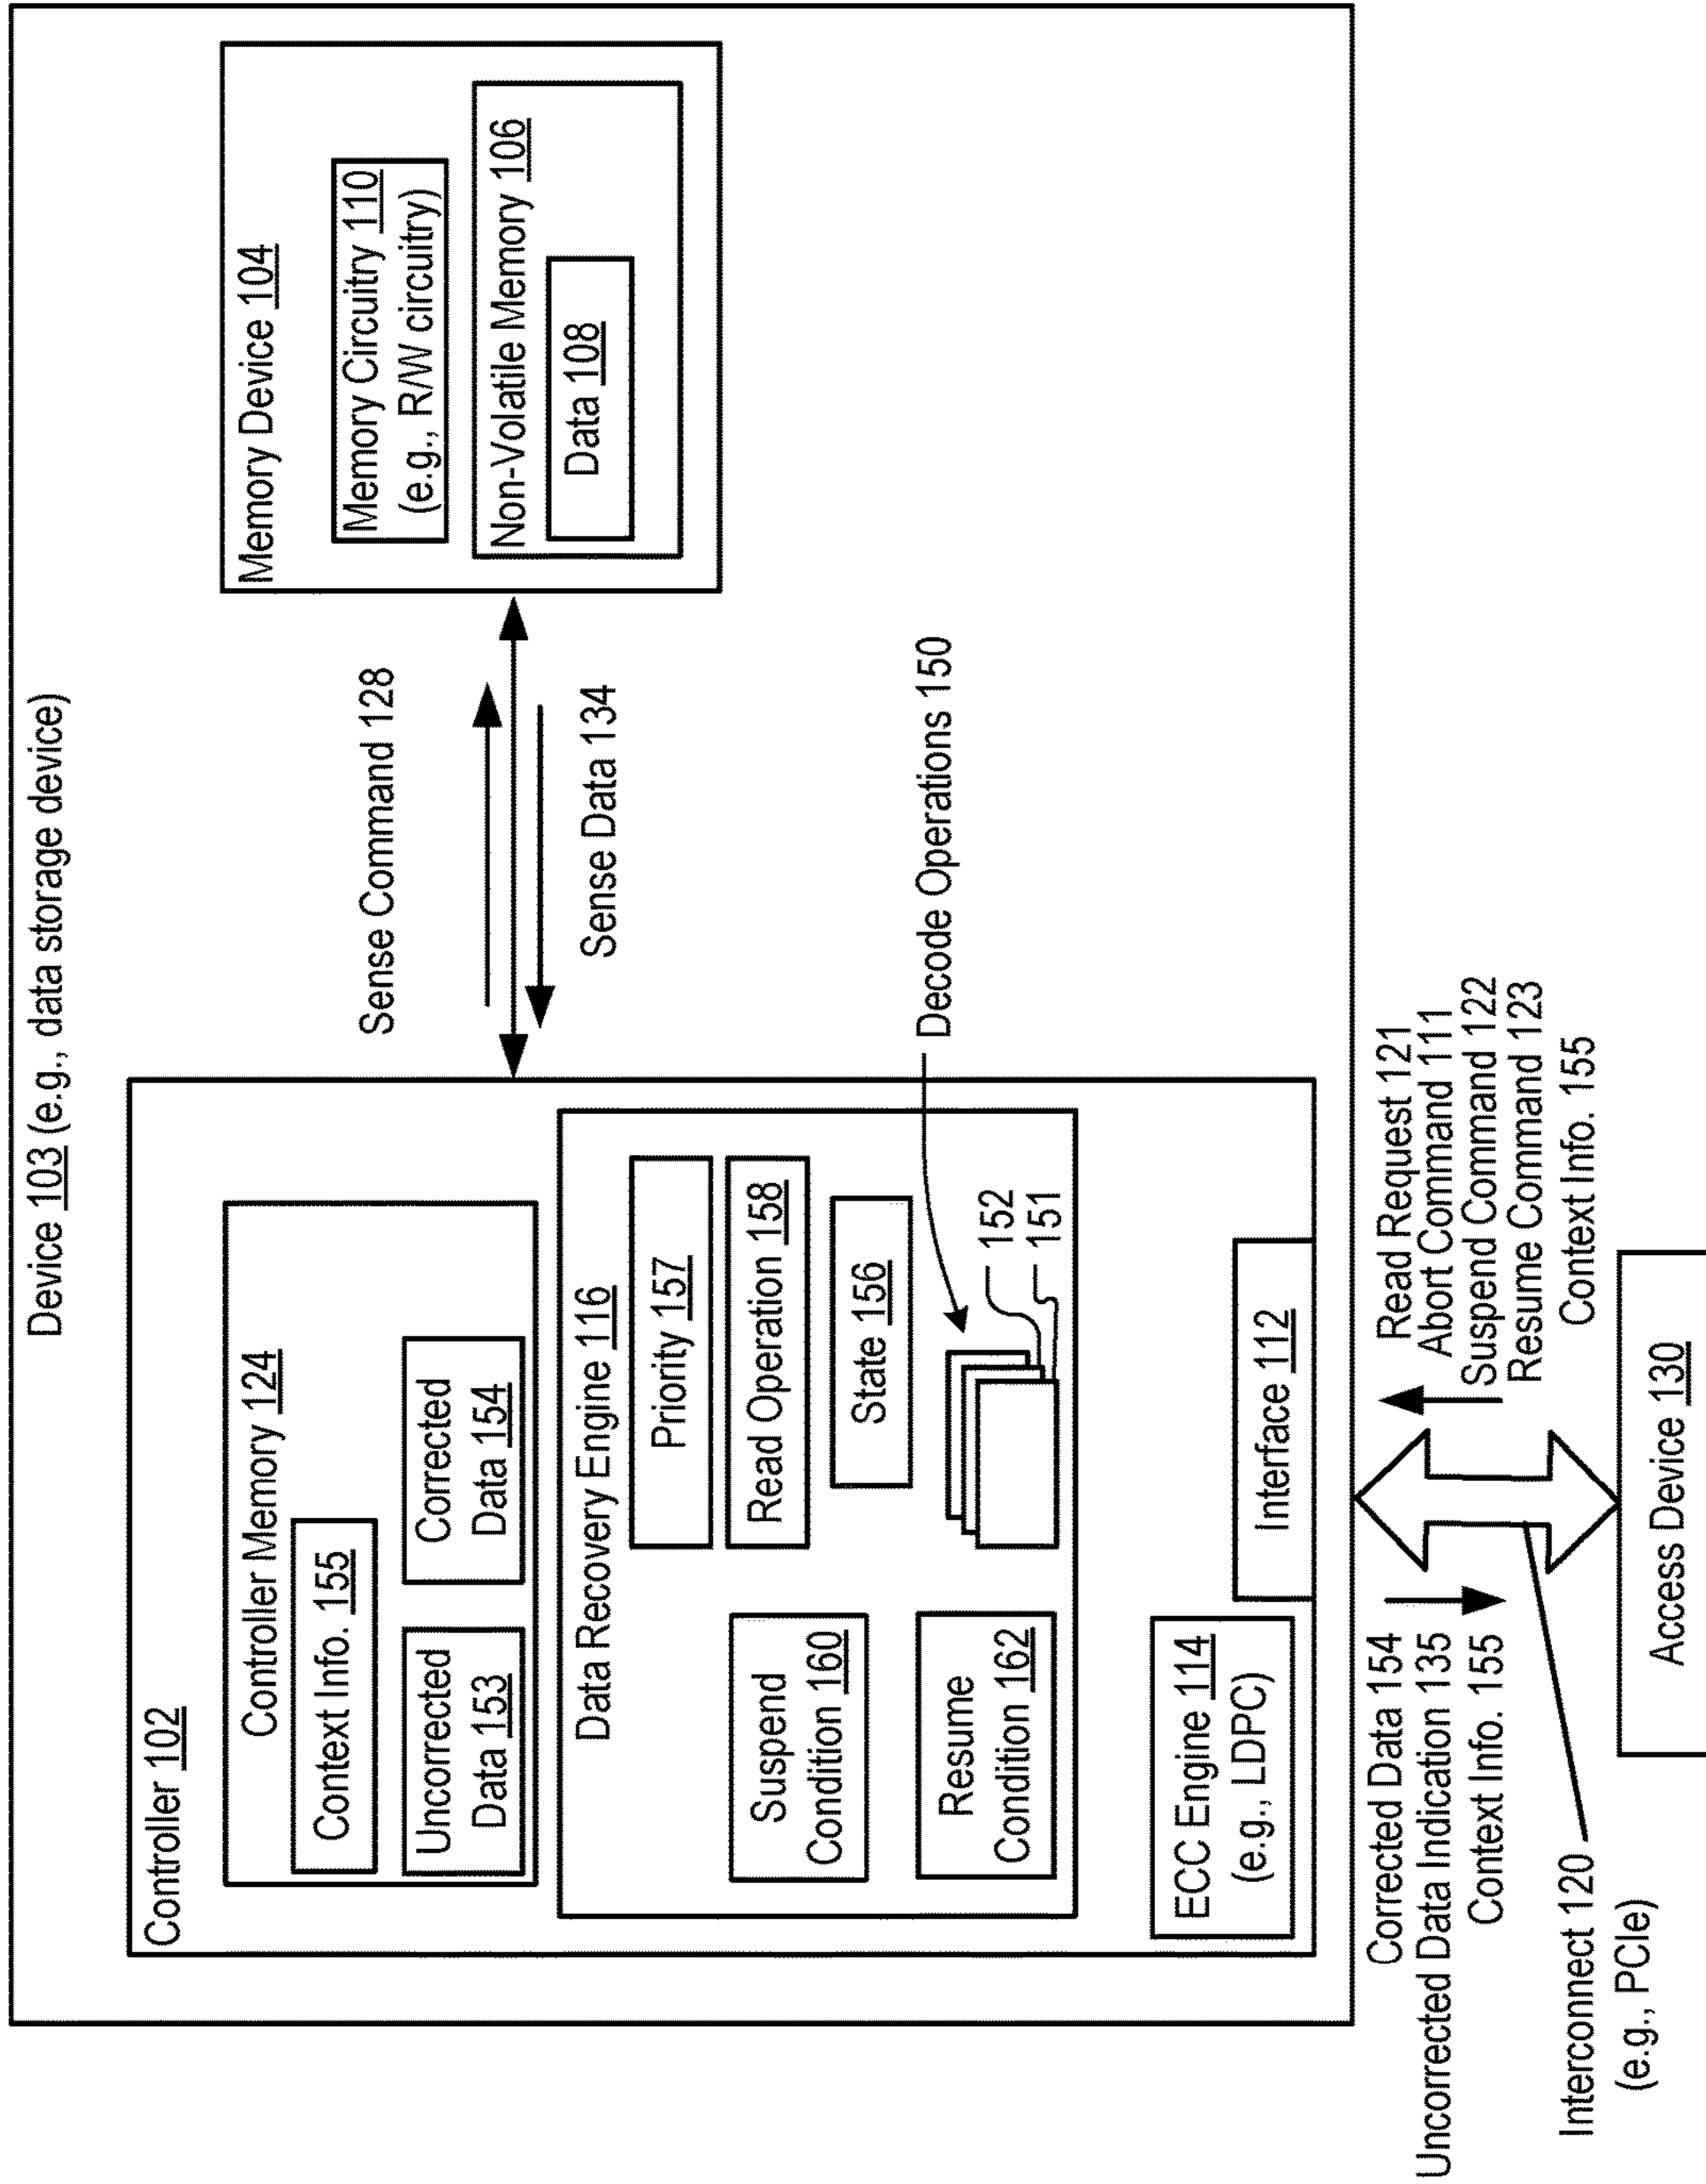 Device 103 (e.g., data storage device)
Controller 102
Controller Memory 124
Context Info. 155
Uncorrected
Data 153
Corrected
Data 154
Data Recovery Engine 116
Priority 157
Read Operation 158
Suspend
Condition 160
State 156
Resume
Condition 162
152
151
Decode Operations 150
ECC Engine 114
(e.g., LDPC)
Interface 112
Sense Command 128
Sense Data 134
Memory Device 104
Memory Circuitry 110
(e.g., R/W circuitry)
Non-Volatile Memory 106
Data 108
Corrected Data 154
Uncorrected Data Indication 135
Context Info. 155
Read Request 121
Abort Command 111
Suspend Command 122
Resume Command 123
Context Info. 155
Interconnect 120
(e.g., PCIe)
Access Device 130